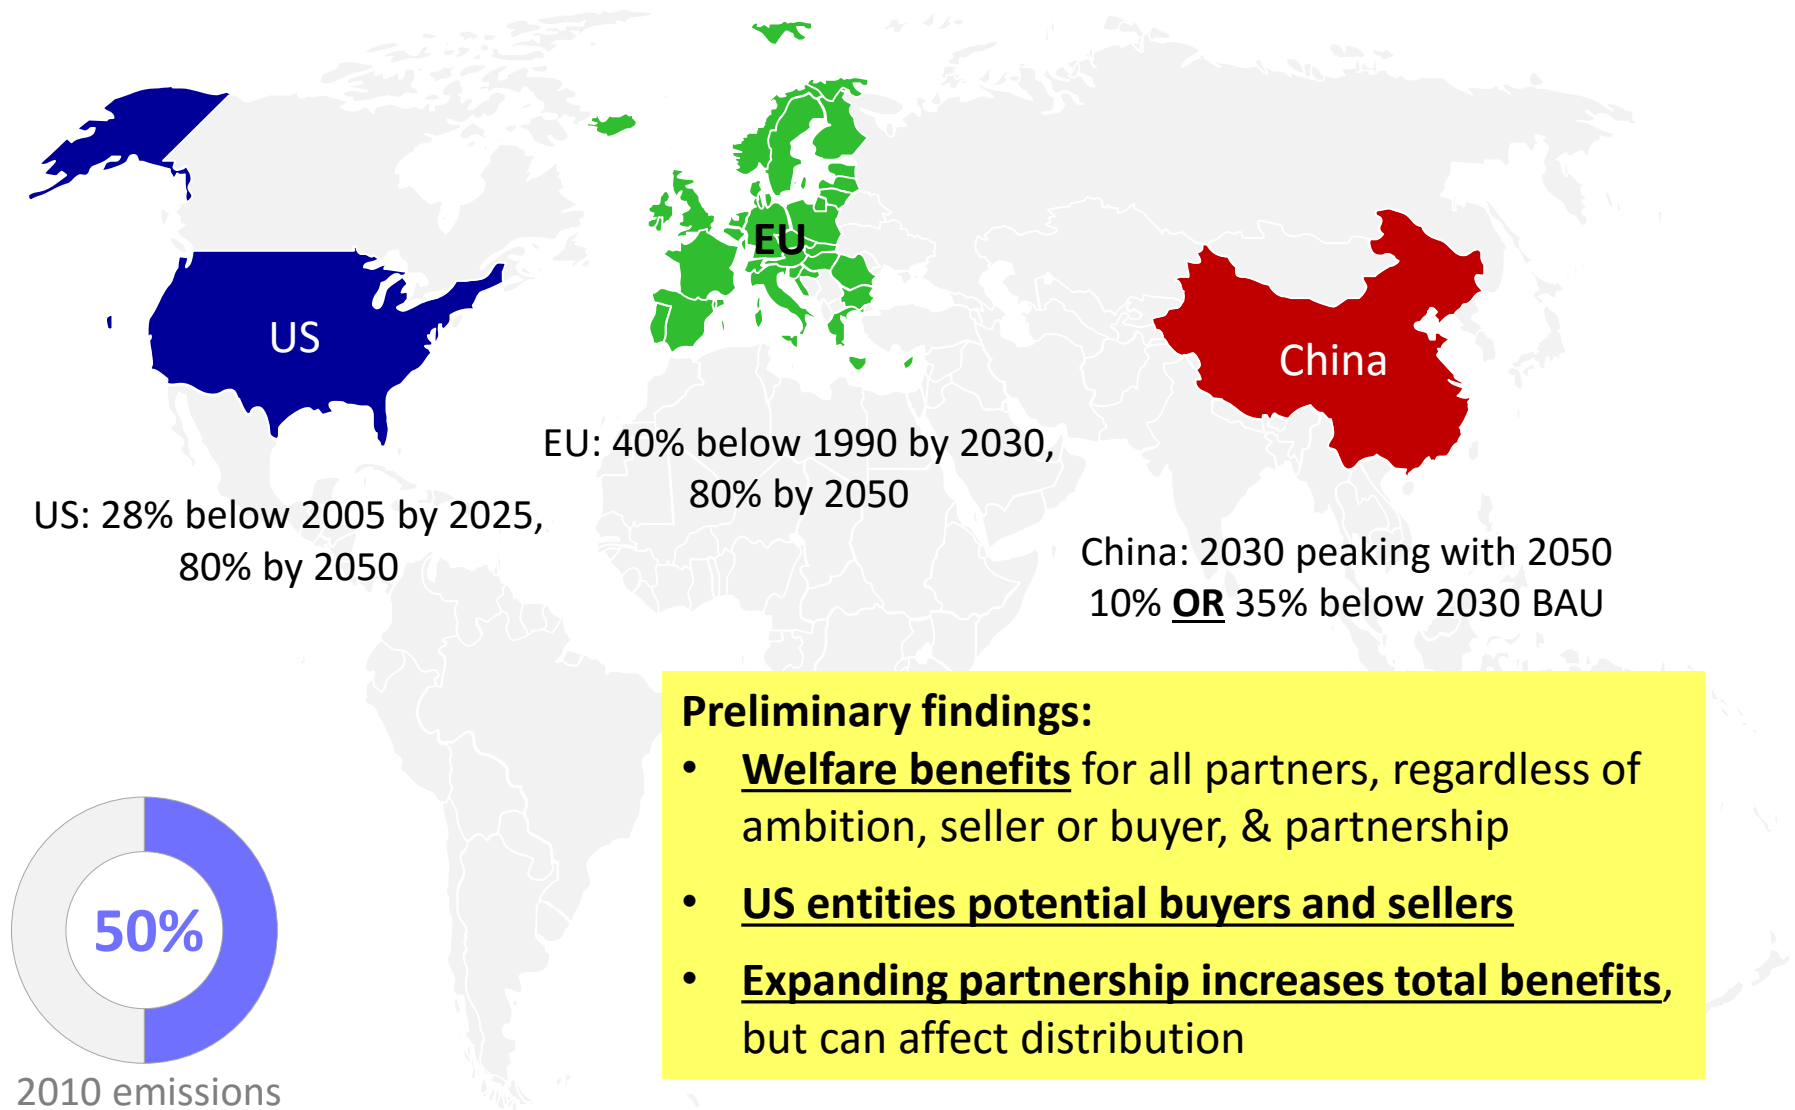 US
EU
China
EU: 40% below 1990 by 2030,
80% by 2050
US: 28% below 2005 by 2025,
80% by 2050
China: 2030 peaking with 2050
10% OR 35% below 2030 BAU
Preliminary findings:
• Welfare benefits for all partners, regardless of
ambition, seller or buyer, & partnership
• US entities potential buyers and sellers
• Expanding partnership increases total benefits,
but can affect distribution
50%
2010 emissions